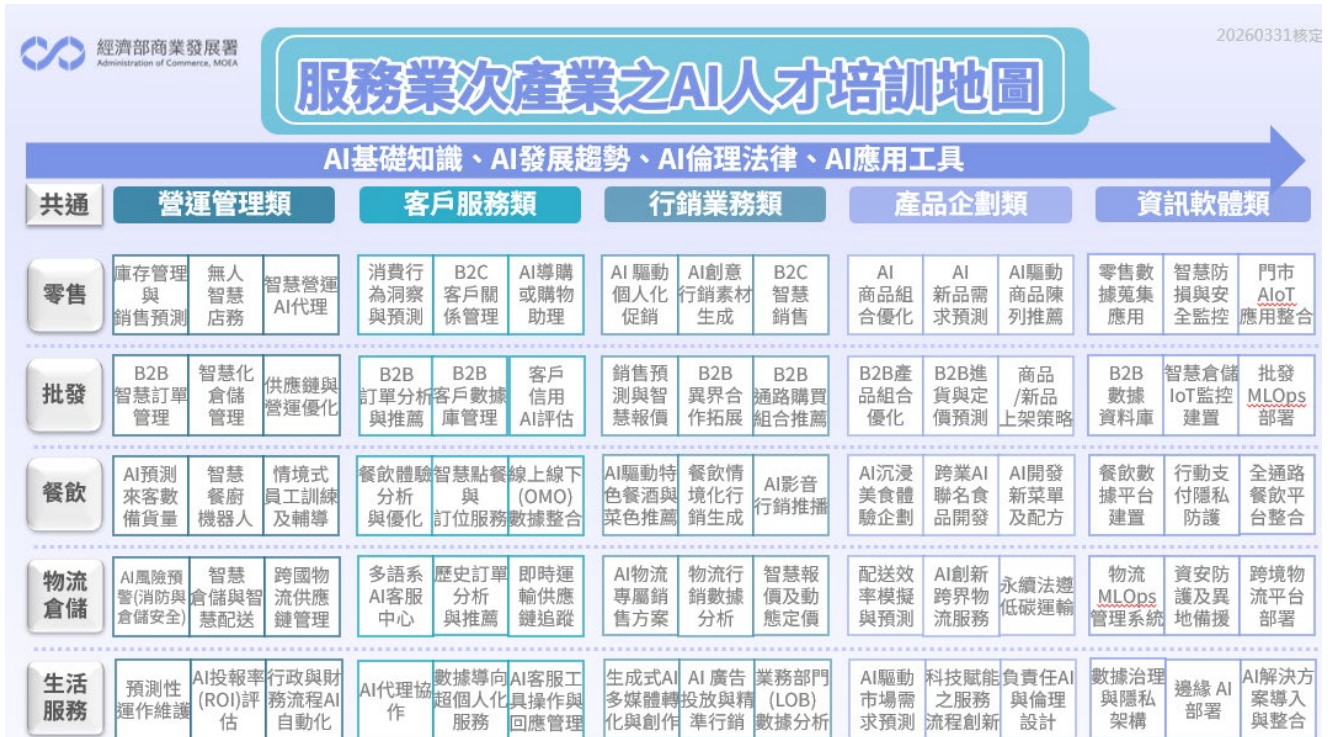 經濟部商業發展署
Administration of Commerce, MOEA
20260331核定
服務業次產業之AI人才培訓地圖
AI基礎知識、AI發展趨勢、AI倫理法律、AI應用工具
共通
營運管理類
客戶服務類
行銷業務類
產品企劃類
資訊軟體類
零售
庫存管理
與
銷售預測
無人
智慧
店務
智慧營運
AI代理
消費行
為洞察
與預測
B2C
客戶關
係管理
AI導購
或購物
助理
AI 驅動
個人化
促銷
AI創意
行銷素材
生成
B2C
智慧
銷售
AI
商品組
合優化
AI
新品需
求預測
AI驅動
商品陳
列推薦
零售數
據蒐集
應用
智慧防
損與安
全監控
門市
AIoT
應用整合
批發
B2B
智慧訂單
管理
智慧化
倉儲
管理
供應鏈與
營運優化
B2B
訂單分析
與推薦
B2B
客戶數據
庫管理
客戶
信用
AI評估
銷售預
測與智
慧報價
B2B
異界合
作拓展
B2B
通路購買
組合推薦
B2B產
品組合
優化
B2B進
貨與定
價預測
商品
/新品
上架策略
B2B
數據
資料庫
智慧倉儲
IoT監控
建置
批發
MLOps
部署
餐飲
AI預測
來客數
備貨量
智慧
餐廚
機器人
情境式
員工訓練
及輔導
餐飲體驗
分析
與優化
智慧點餐
與
訂位服務
線上線下
(OMO)
數據整合
AI驅動特
色餐酒與
菜色推薦
餐飲情
境化行
銷生成
AI影音
行銷推播
AI沉浸
美食體
驗企劃
跨業AI
聯名食
品開發
AI開發
新菜單
及配方
餐飲數
據平台
建置
行動支
付隱私
防護
全通路
餐飲平
台整合
物流
倉儲
AI風險預
警(消防與
倉儲安全)
智慧
倉儲與智
慧配送
跨國物
流供應
鏈管理
多語系
AI客服
中心
歷史訂單
分析
與推薦
即時運
輸供應
鏈追蹤
AI物流
專屬銷
售方案
物流行
銷數據
分析
智慧報
價及動
態定價
配送效
率模擬
與預測
AI創新
跨界物
流服務
永續法遵
低碳運輸
物流
MLOps
管理系統
資安防
護及異
地備援
跨境物
流平台
部署
生活
服務
預測性
運作維護
AI投報率
(ROI)評
估
行政與財
務流程AI
自動化
AI代理協
作
數據導向
超個人化
服務
AI客服工
具操作與
回應管理
生成式AI
多媒體轉
化與創作
AI 廣告
投放與精
準行銷
業務部門
(LOB)
數據分析
AI驅動
市場需
求預測
科技賦能
之服務
流程創新
負責任AI
與倫理
設計
數據治理
與隱私
架構
邊緣 AI
部署
AI解決方
案導入
與整合